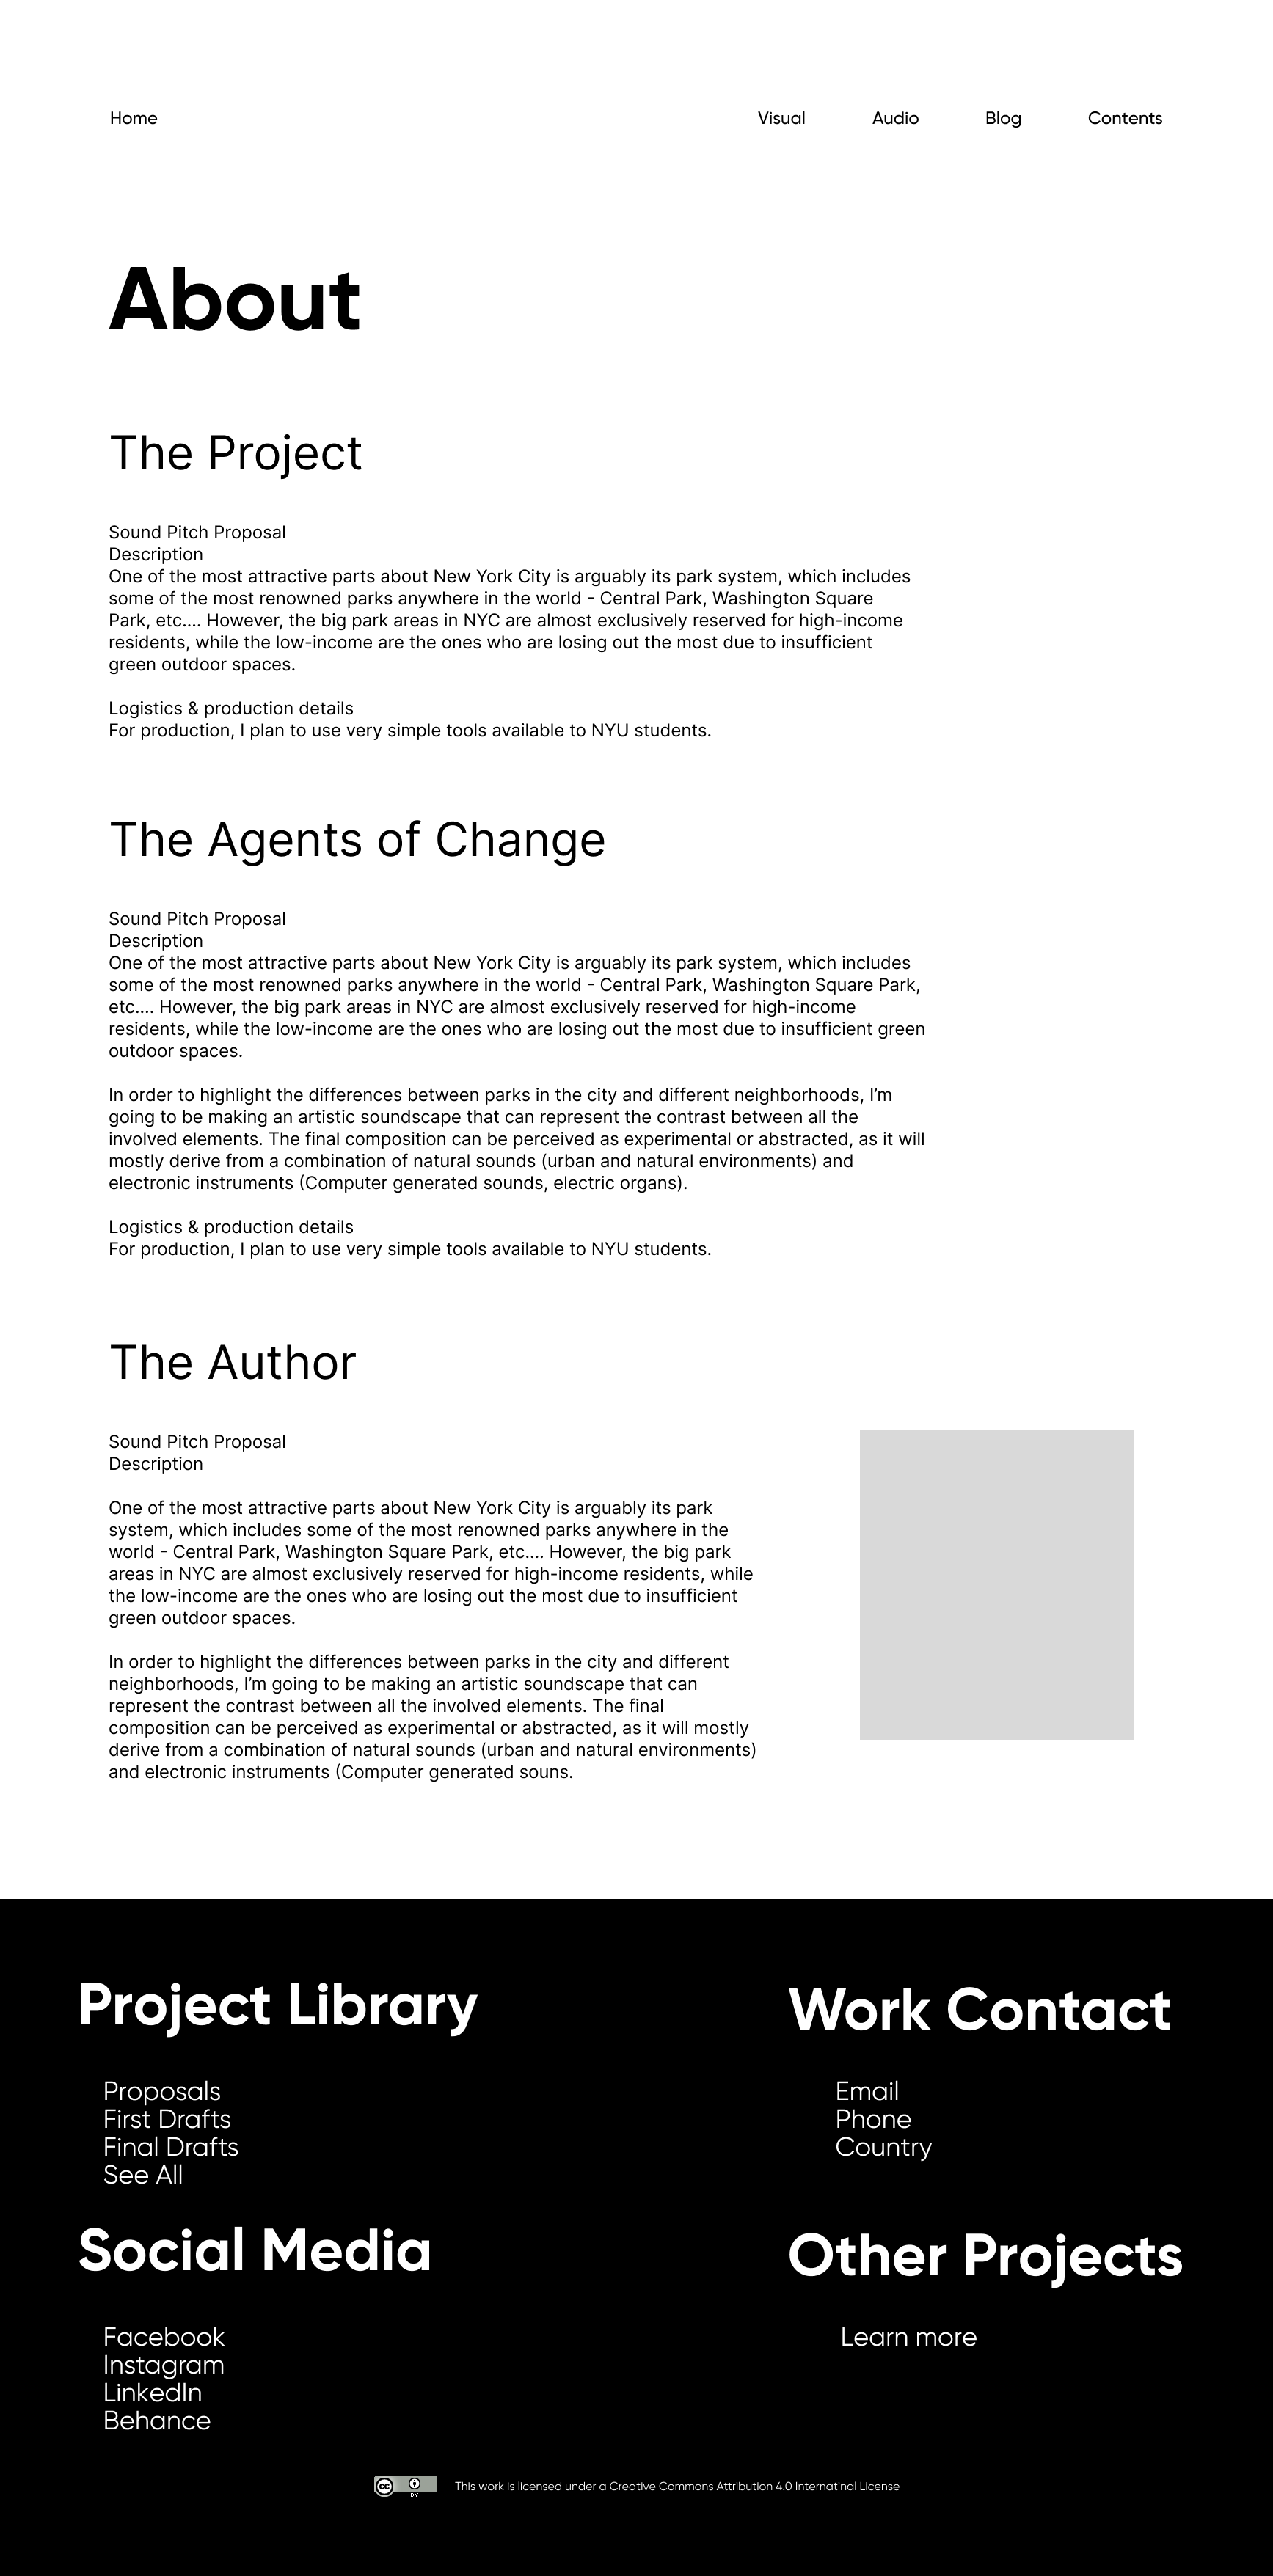 Home Visual Audio Blog Contents
About
The Project
Sound Pitch Proposal
Description
One of the most attractive parts about New York City is arguably its park system, which includes
some of the most renowned parks anywhere in the world - Central Park, Washington Square
Park, etc.... However, the big park areas in NYC are almost exclusively reserved for high-income
residents, while the low-income are the ones who are losing out the most due to insufficient
green outdoor spaces.
Logistics & production details
For production, I plan to use very simple tools available to NYU students.
The Agents of Change
Sound Pitch Proposal
Description
One of the most attractive parts about New York City is arguably its park system, which includes
some of the most renowned parks anywhere in the world - Central Park, Washington Square Park,
etc.... However, the big park areas in NYC are almost exclusively reserved for high-income
residents, while the low-income are the ones who are losing out the most due to insufficient green
outdoor spaces.
In order to highlight the differences between parks in the city and different neighborhoods, I'm
going to be making an artistic soundscape that can represent the contrast between all the
involved elements. The final composition can be perceived as experimental or abstracted, as it will
mostly derive from a combination of natural sounds (urban and natural environments) and
electronic instruments (Computer generated sounds, electric organs).
Logistics & production details
For production, I plan to use very simple tools available to NYU students.
The Author
Sound Pitch Proposal
Description
One of the most attractive parts about New York City is arguably its park
system, which includes some of the most renowned parks anywhere in the
world - Central Park, Washington Square Park, etc.... However, the big park
areas in NYC are almost exclusively reserved for high-income residents, while
the low-income are the ones who are losing out the most due to insufficient
green outdoor spaces.
In order to highlight the differences between parks in the city and different
neighborhoods, I'm going to be making an artistic soundscape that can
represent the contrast between all the involved elements. The final
composition can be perceived as experimental or abstracted, as it will mostly
derive from a combination of natural sounds (urban and natural environments)
and electronic instruments (Computer generated souns.
Project Library
Proposals
First Drafts
Final Drafts
See All
Work Contact
Email
Phone
Country
Social Media
Facebook
Instagram
LinkedIn
Behance
Other Projects
Learn more
cc BY
This work is licensed under a Creative Commons Attribution 4.0 Internatinal License